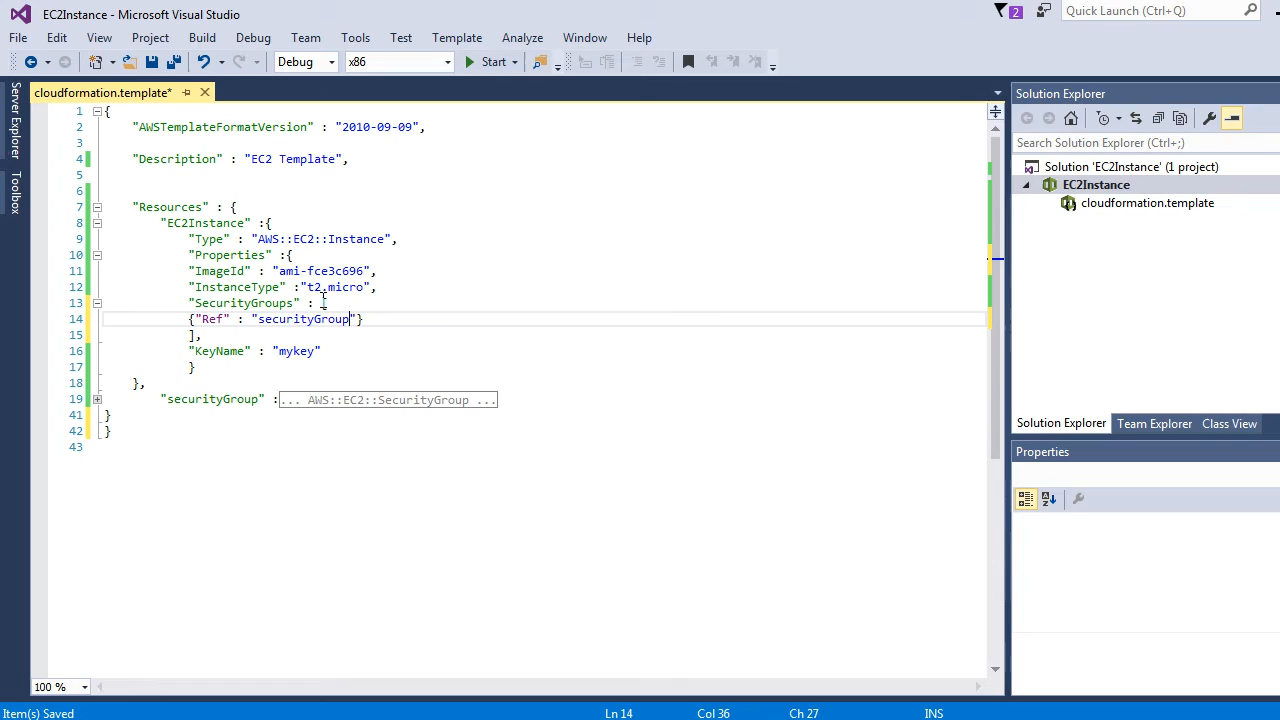 EC2Instance - Microsoft Visual Studio
2
Quick Launch (Ctrl+Q)
File Edit View Project Build Debug Team Tools Test Template Analyze Window Help
Debug x86 Start
Server Explorer
Toolbox
cloudformation.template*
1 {
2 "AWSTemplateFormatVersion" : "2010-09-09",
3
4 "Description" : "EC2 Template",
5
6
7 "Resources" : {
8 "EC2Instance" :{
9 "Type" : "AWS::EC2::Instance",
10 "Properties" :{
11 "ImageId" : "ami-fce3c696",
12 "InstanceType" :"t2.micro",
13 "SecurityGroups" :
14 {"Ref" : "securityGroup"}
15 ],
16 "KeyName" : "mykey"
17 }
18 },
19 "securityGroup" :... AWS::EC2::SecurityGroup ...
41 }
42 }
43
100 %
Solution Explorer
Search Solution Explorer (Ctrl+;)
Solution 'EC2Instance' (1 project)
EC2Instance
cloudformation.template
Solution Explorer Team Explorer Class View
Properties
Item(s) Saved Ln 14 Col 36 Ch 27 INS